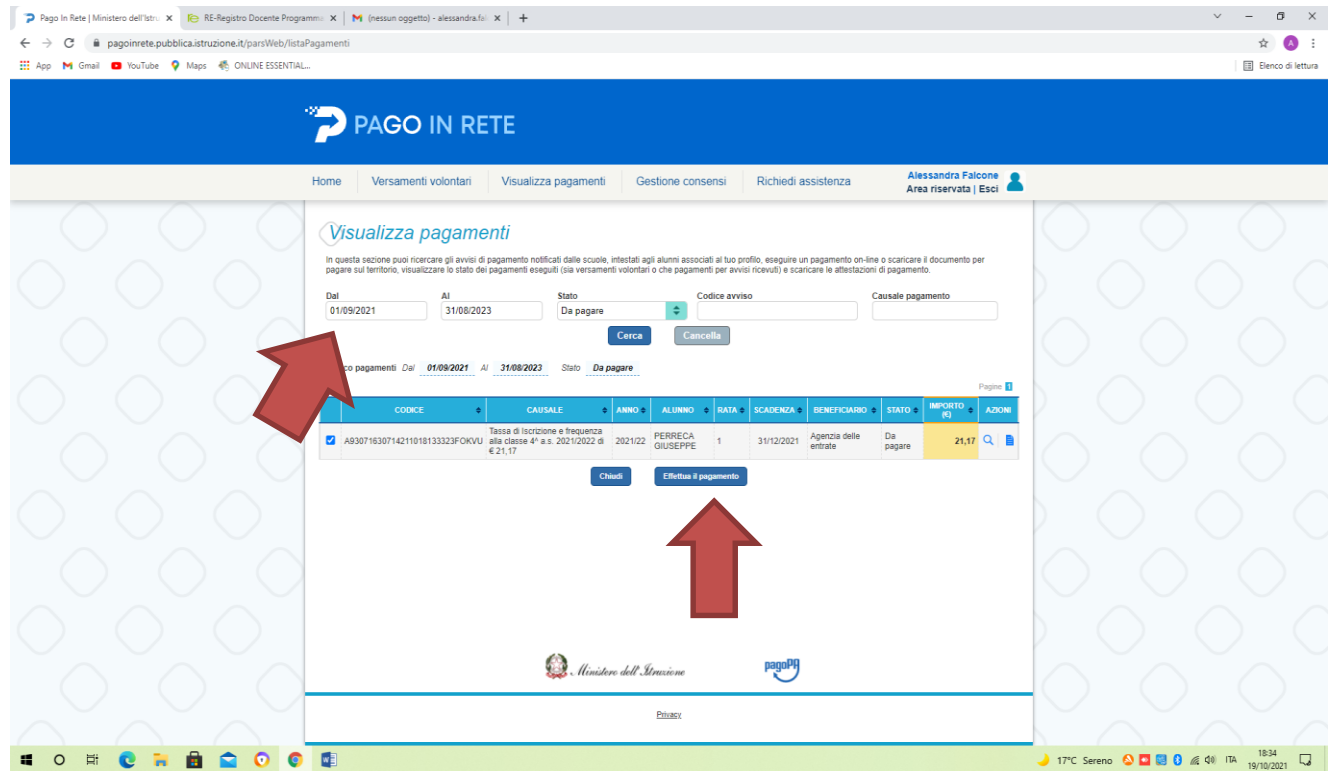 Pago In Rete | Ministero dell'Istru
RE-Registro Docente Programma
(nessun oggetto) - alessandra.fal
pagoinrete.pubblica.istruzione.it/parsWeb/listaPagamenti
A
App Gmail YouTube Maps ONLINE ESSENTIAL...
Elenco di lettura
PAGO IN RETE
Home Versamenti volontari Visualizza pagamenti Gestione consensi Richiedi assistenza
Alessandra Falcone
Area riservata | Esci
Visualizza pagamenti
In questa sezione puoi ricercare gli avvisi di pagamento notificati dalle scuole, intestati agli alunni associati al tuo profilo, eseguire un pagamento on-line o scaricare il documento per
pagare sul territorio, visualizzare lo stato dei pagamenti eseguiti (sia versamenti volontari o che pagamenti per avvisi ricevuti) e scaricare le attestazioni di pagamento.
Dal Al Stato Codice avviso Causale pagamento
01/09/2021 31/08/2023 Da pagare
Cerca Cancella
co pagamenti Dal 01/09/2021 Al 31/08/2023 Stato Da pagare
Pagine 1
CODICE CAUSALE ANNO ALUNNO RATA SCADENZA BENEFICIARIO STATO IMPORTO (€) AZIONI
A93071630714211018133323FOKVU
Tassa di Iscrizione e frequenza
alla classe 4^ a.s. 2021/2022 di
€ 21,17
2021/22
PERRECA
GIUSEPPE
1
31/12/2021
Agenzia delle
entrate
Da
pagare
21,17
Chiudi Effettua il pagamento
Ministero dell'Istruzione
pagoPA
Privacy
17°C Sereno
ITA
18:34
19/10/2021